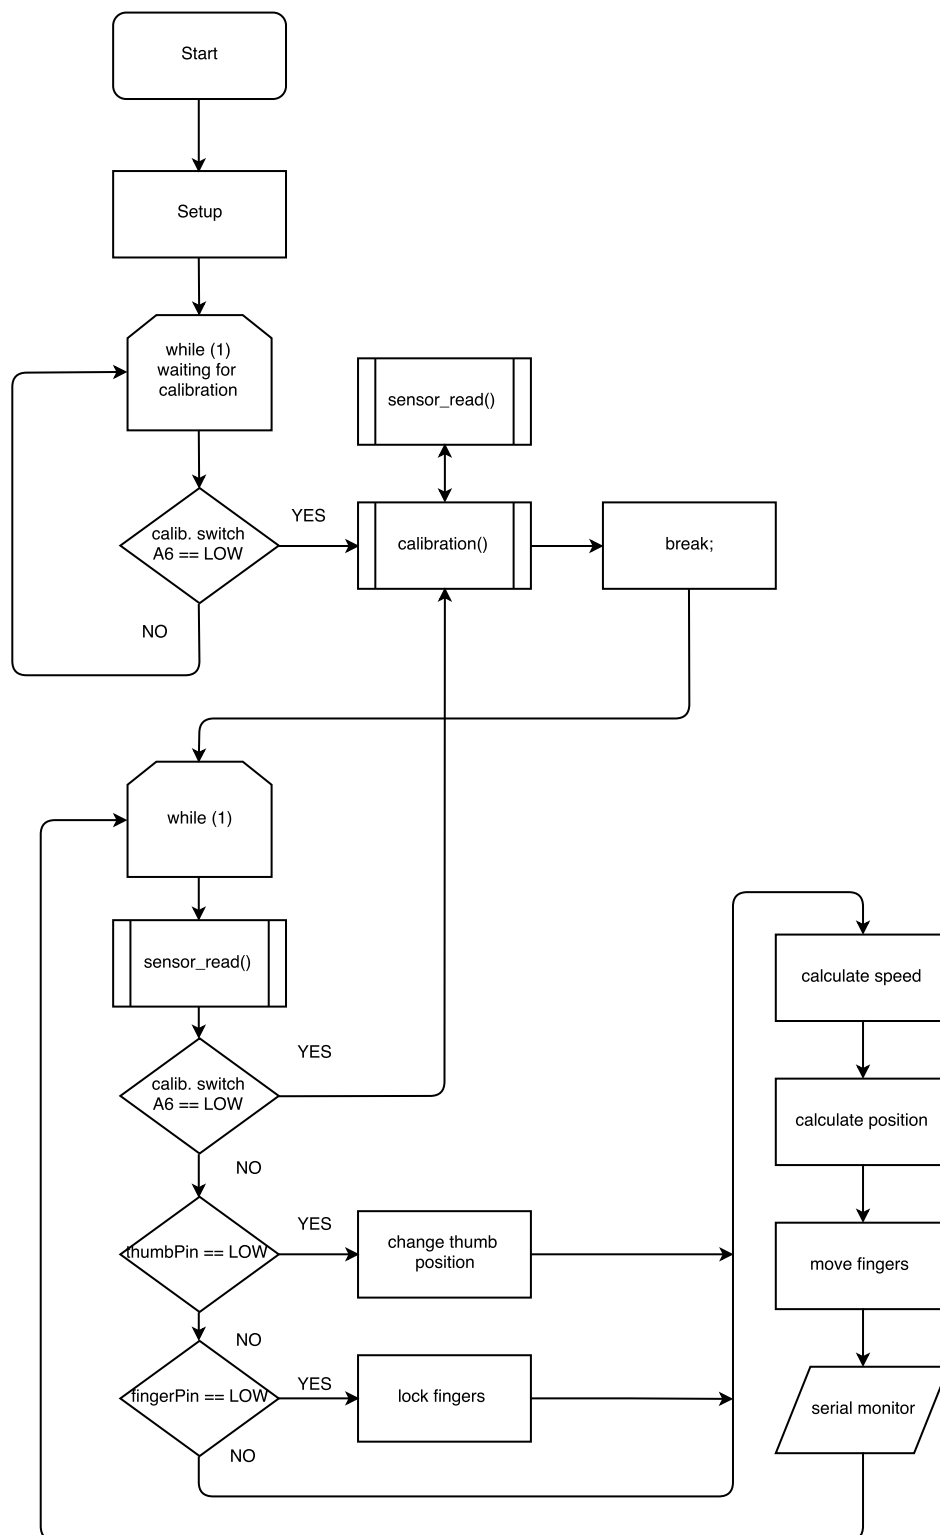 Start
Setup
while (1)
waiting for
calibration
sensor_read()
calib. switch
A6 == LOW
YES
calibration()
break;
NO
while (1)
sensor_read()
calib. switch
A6 == LOW
YES
NO
thumbPin == LOW
YES
change thumb
position
NO
fingerPin == LOW
YES
lock fingers
NO
calculate speed
calculate position
move fingers
serial monitor